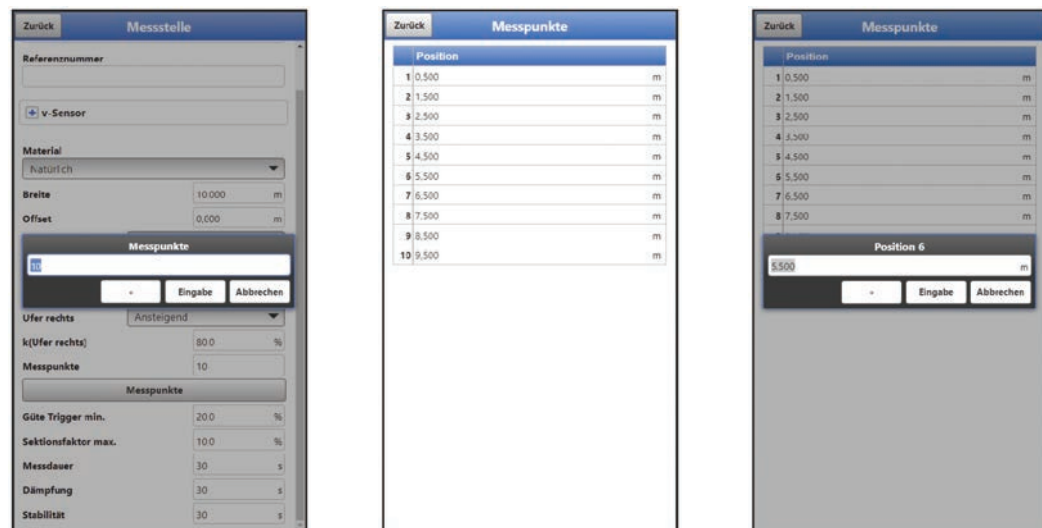 Zurück Messstelle
Referenznummer
v-Sensor
Material
Natürlich
Breite 10.000 m
Offset 0,000 m
Messpunkte
10
- Eingabe Abbrechen
Ufer rechts Ansteigend
k(Ufer rechts) 80.0 %
Messpunkte 10
Messpunkte
Güte Trigger min. 20.0 %
Sektionsfaktor max. 10.0 %
Messdauer 30 s
Dämpfung 30 s
Stabilität 30 s
Zurück Messpunkte
Position
1 0,500 m
2 1,500 m
3 2,500 m
4 3,500 m
5 4,500 m
6 5,500 m
7 6,500 m
8 7,500 m
9 8,500 m
10 9,500 m
Zurück Messpunkte
Position
1 0,500 m
2 1,500 m
3 2,500 m
4 3,500 m
5 4,500 m
6 5,500 m
7 6,500 m
8 7,500 m
Position 6
5,500 m
- Eingabe Abbrechen